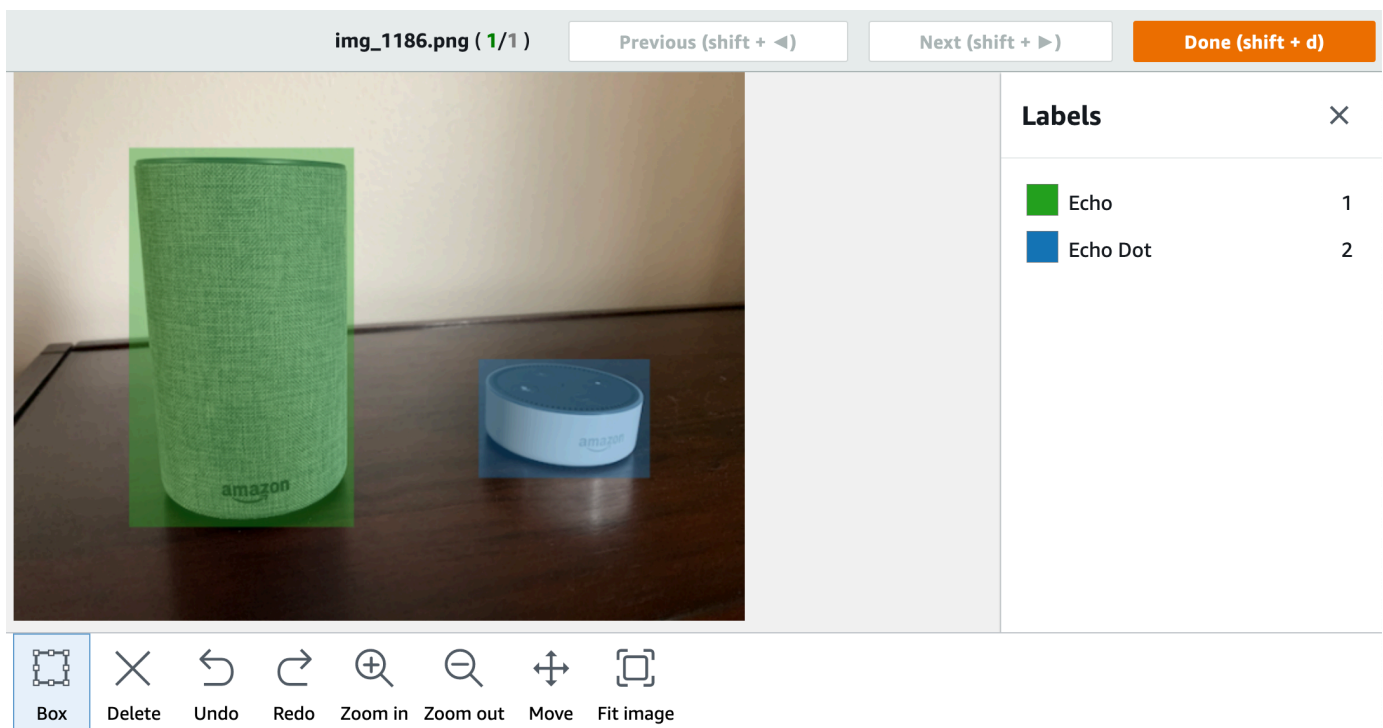 img_1186.png ( 1/1 )
Previous (shift + ◀)
Next (shift + ▶)
Done (shift + d)
Labels
Echo 1
Echo Dot 2
amazon
amazon
Box
Delete
Undo
Redo
Zoom in
Zoom out
Move
Fit image